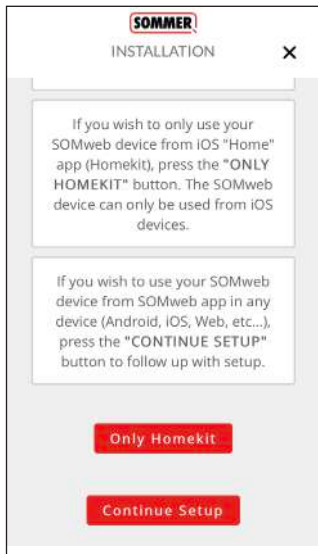 SOMMER
INSTALLATION
If you wish to only use your
SOMweb device from iOS "Home"
app (Homekit), press the "ONLY
HOMEKIT" button. The SOMweb
device can only be used from iOS
devices.
If you wish to use your SOMweb
device from SOMweb app in any
device (Android, iOS, Web, etc...),
press the "CONTINUE SETUP"
button to follow up with setup.
Only Homekit
Continue Setup